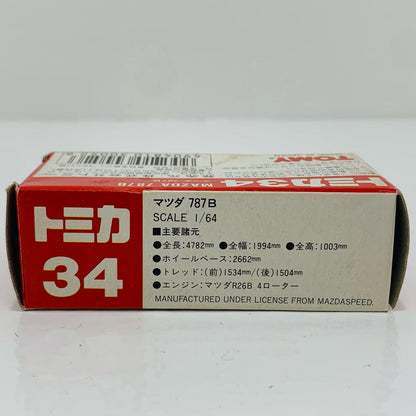 トミカ34
TOMY
MAZDA 787B
トミカ
34
マツダ 787B
SCALE 1/64
■主要諸元
●全長：4782mm ●全幅：1994mm ●全高：1003mm
●ホイールベース：2662mm
●トレッド：(前)1534mm/(後)1504mm
●エンジン：マツダR26B 4ローター
MANUFACTURED UNDER LICENSE FROM MAZDASPEED.